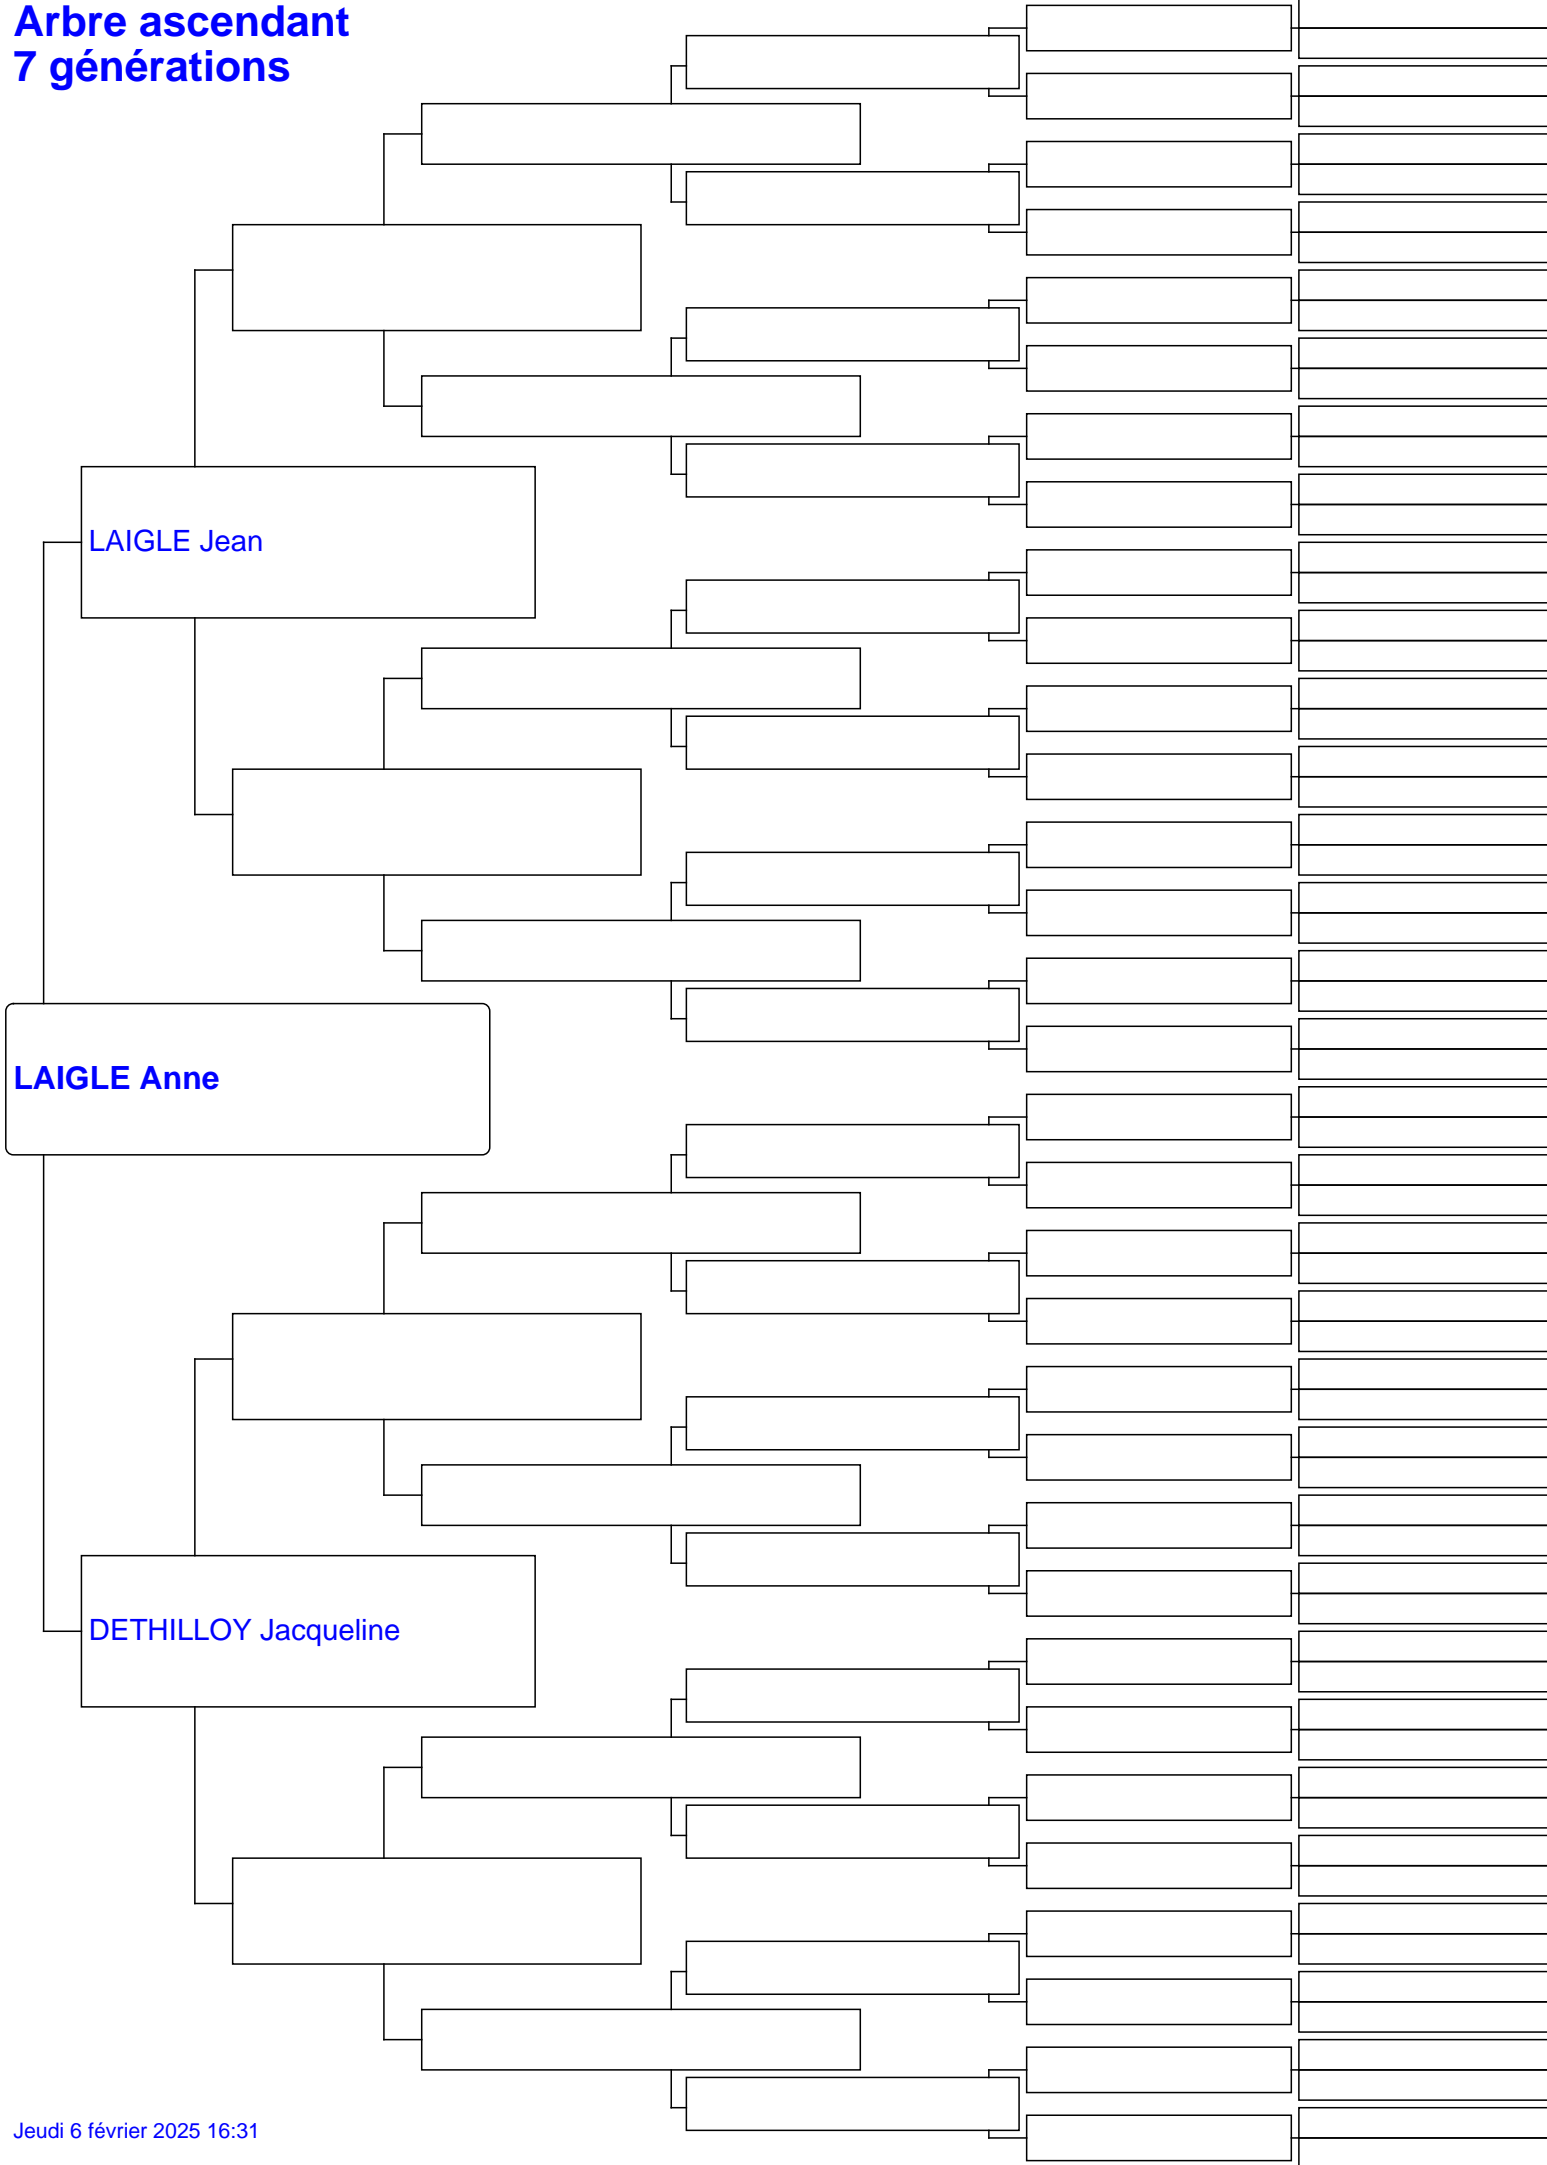 Arbre ascendant
7 générations
LAIGLE Jean
LAIGLE Anne
DETHILLOY Jacqueline
Jeudi 6 février 2025 16:31